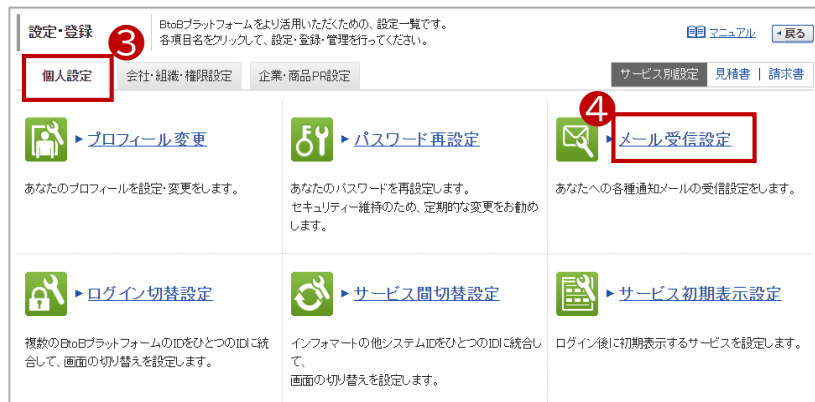 設定・登録
BtoBプラットフォームをより活用いただくための、設定一覧です。
各項目名をクリックして、設定・登録・管理を行ってください。
マニュアル
戻る
3
個人設定
会社・組織・権限設定
企業・商品PR設定
サービス別設定
見積書 | 請求書
4
プロフィール変更
パスワード再設定
メール受信設定
あなたのプロフィールを設定・変更をします。
あなたのパスワードを再設定します。
セキュリティー維持のため、定期的な変更をお勧め
します。
あなたへの各種通知メールの受信設定をします。
ログイン切替設定
サービス間切替設定
サービス初期表示設定
複数のBtoBプラットフォームのIDをひとつのIDに統
合して、画面の切り替えを設定します。
インフォマートの他システムIDをひとつのIDに統合し
て、
画面の切り替えを設定します。
ログイン後に初期表示するサービスを設定します。